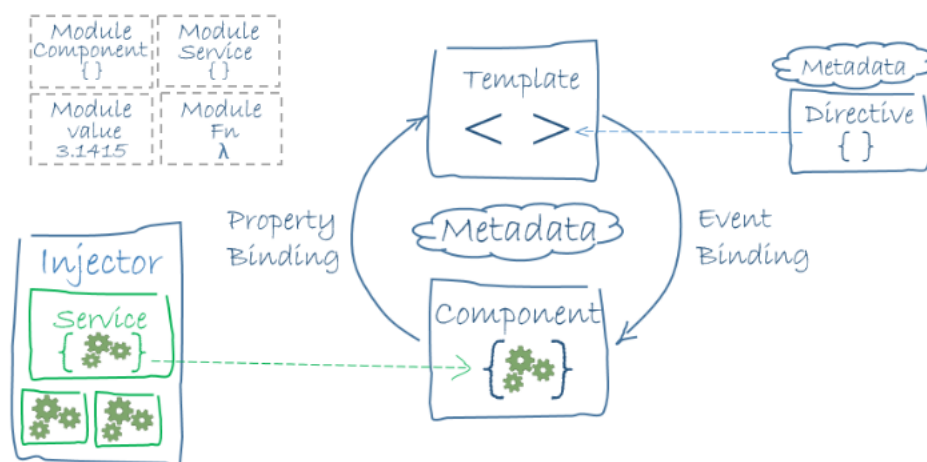 Module
Component
{ }
Module
Service
{ }
Module
value
3.1415
Module
Fn
λ
Template
< >
Metadata
Directive
{ }
Property
Binding
Metadata
Event
Binding
Injector
Service
{ }
Component
{ }